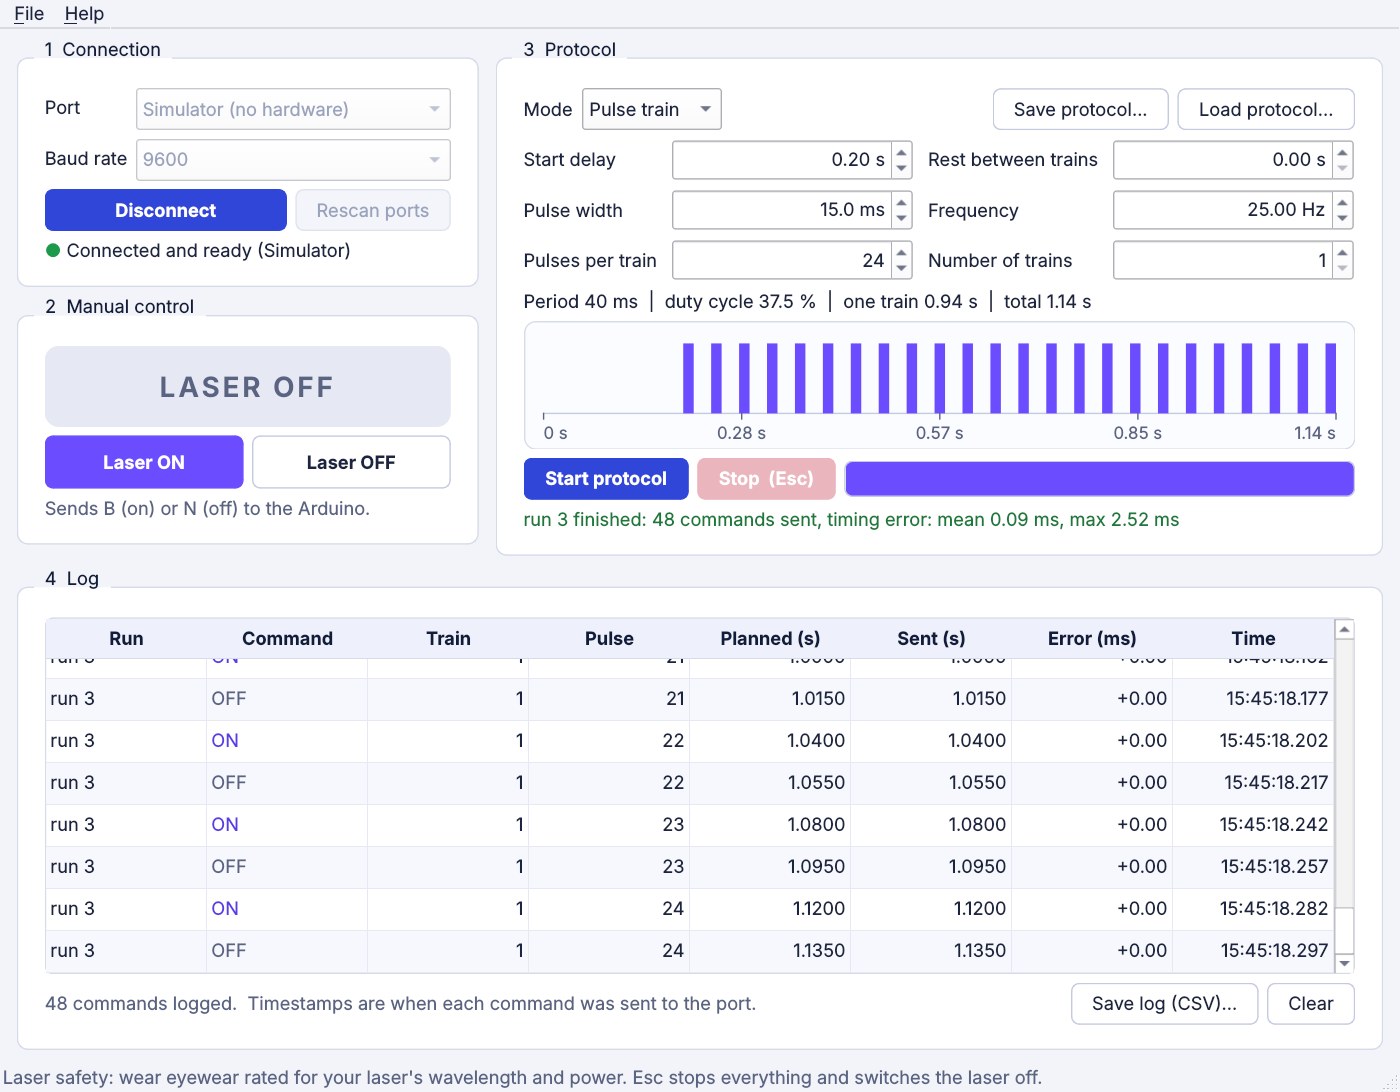 File Help
1 Connection
Port Simulator (no hardware)
Baud rate 9600
Disconnect Rescan ports
Connected and ready (Simulator)
2 Manual control
LASER OFF
Laser ON Laser OFF
Sends B (on) or N (off) to the Arduino.
3 Protocol
Mode Pulse train Save protocol... Load protocol...
Start delay 0.20 s Rest between trains 0.00 s
Pulse width 15.0 ms Frequency 25.00 Hz
Pulses per train 24 Number of trains 1
Period 40 ms | duty cycle 37.5 % | one train 0.94 s | total 1.14 s
0 s 0.28 s 0.57 s 0.85 s 1.14 s
Start protocol Stop (Esc)
run 3 finished: 48 commands sent, timing error: mean 0.09 ms, max 2.52 ms
4 Log
Run Command Train Pulse Planned (s) Sent (s) Error (ms) Time
run 3 OFF 1 21 1.0150 1.0150 +0.00 15:45:18.177
run 3 ON 1 22 1.0400 1.0400 +0.00 15:45:18.202
run 3 OFF 1 22 1.0550 1.0550 +0.00 15:45:18.217
run 3 ON 1 23 1.0800 1.0800 +0.00 15:45:18.242
run 3 OFF 1 23 1.0950 1.0950 +0.00 15:45:18.257
run 3 ON 1 24 1.1200 1.1200 +0.00 15:45:18.282
run 3 OFF 1 24 1.1350 1.1350 +0.00 15:45:18.297
48 commands logged. Timestamps are when each command was sent to the port. Save log (CSV)... Clear
Laser safety: wear eyewear rated for your laser's wavelength and power. Esc stops everything and switches the laser off.